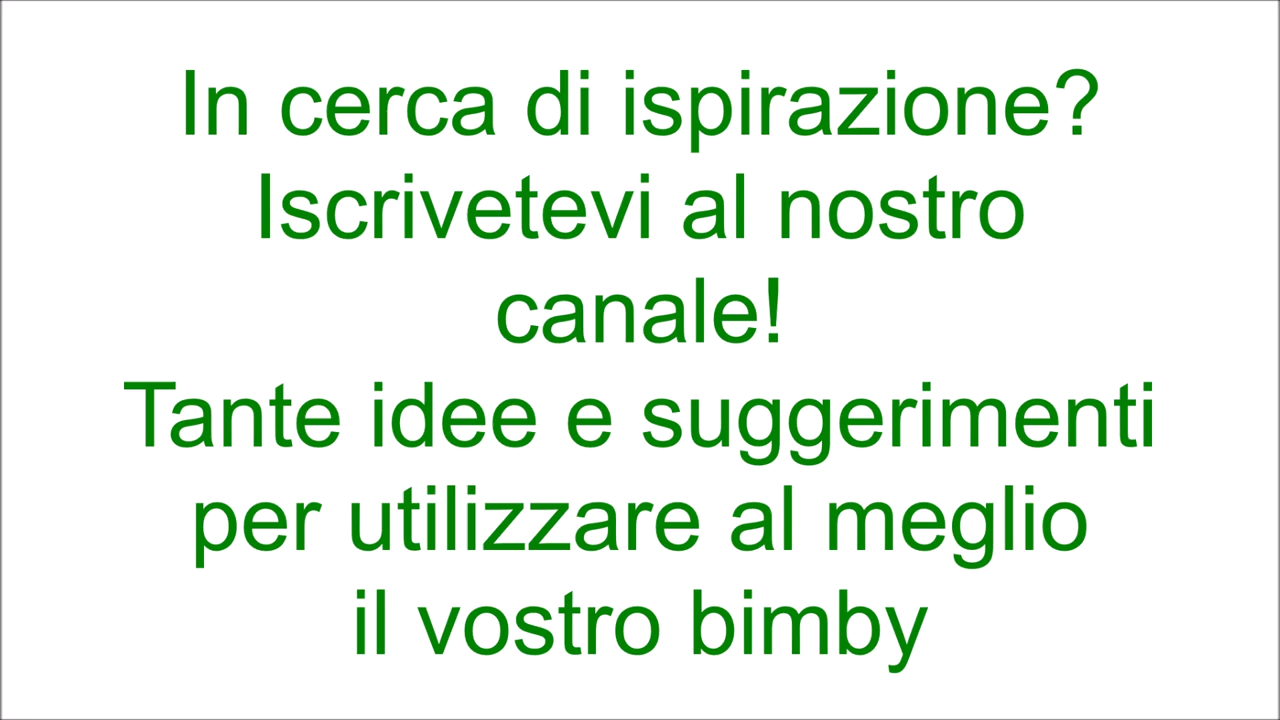 In cerca di ispirazione?
Iscrivetevi al nostro
canale!
Tante idee e suggerimenti
per utilizzare al meglio
il vostro bimby